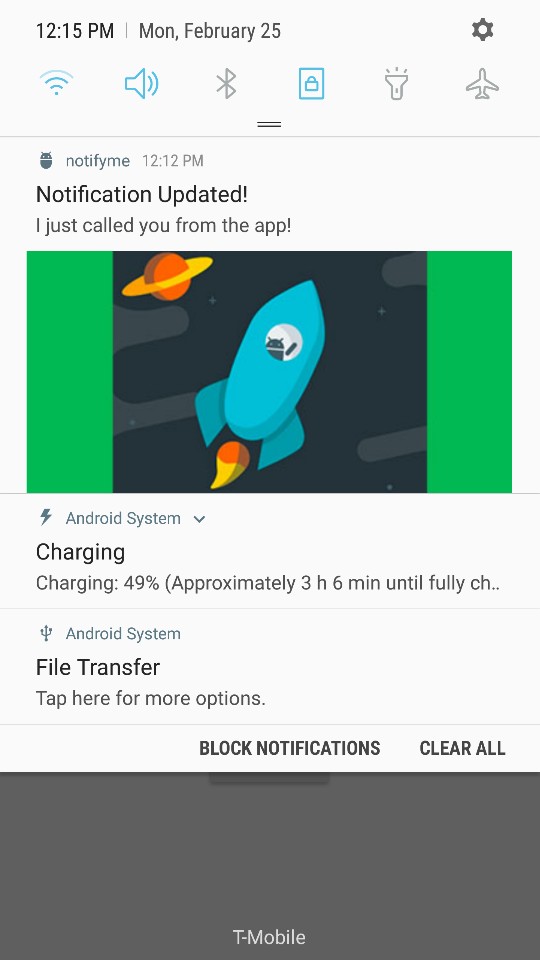 12:15 PM | Mon, February 25
notifyme 12:12 PM
Notification Updated!
I just called you from the app!
Android System
Charging
Charging: 49% (Approximately 3 h 6 min until fully ch..
Android System
File Transfer
Tap here for more options.
BLOCK NOTIFICATIONS CLEAR ALL
T-Mobile